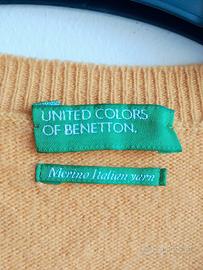 UNITED COLORS
OF BENETTON.
Merino Italian yarn